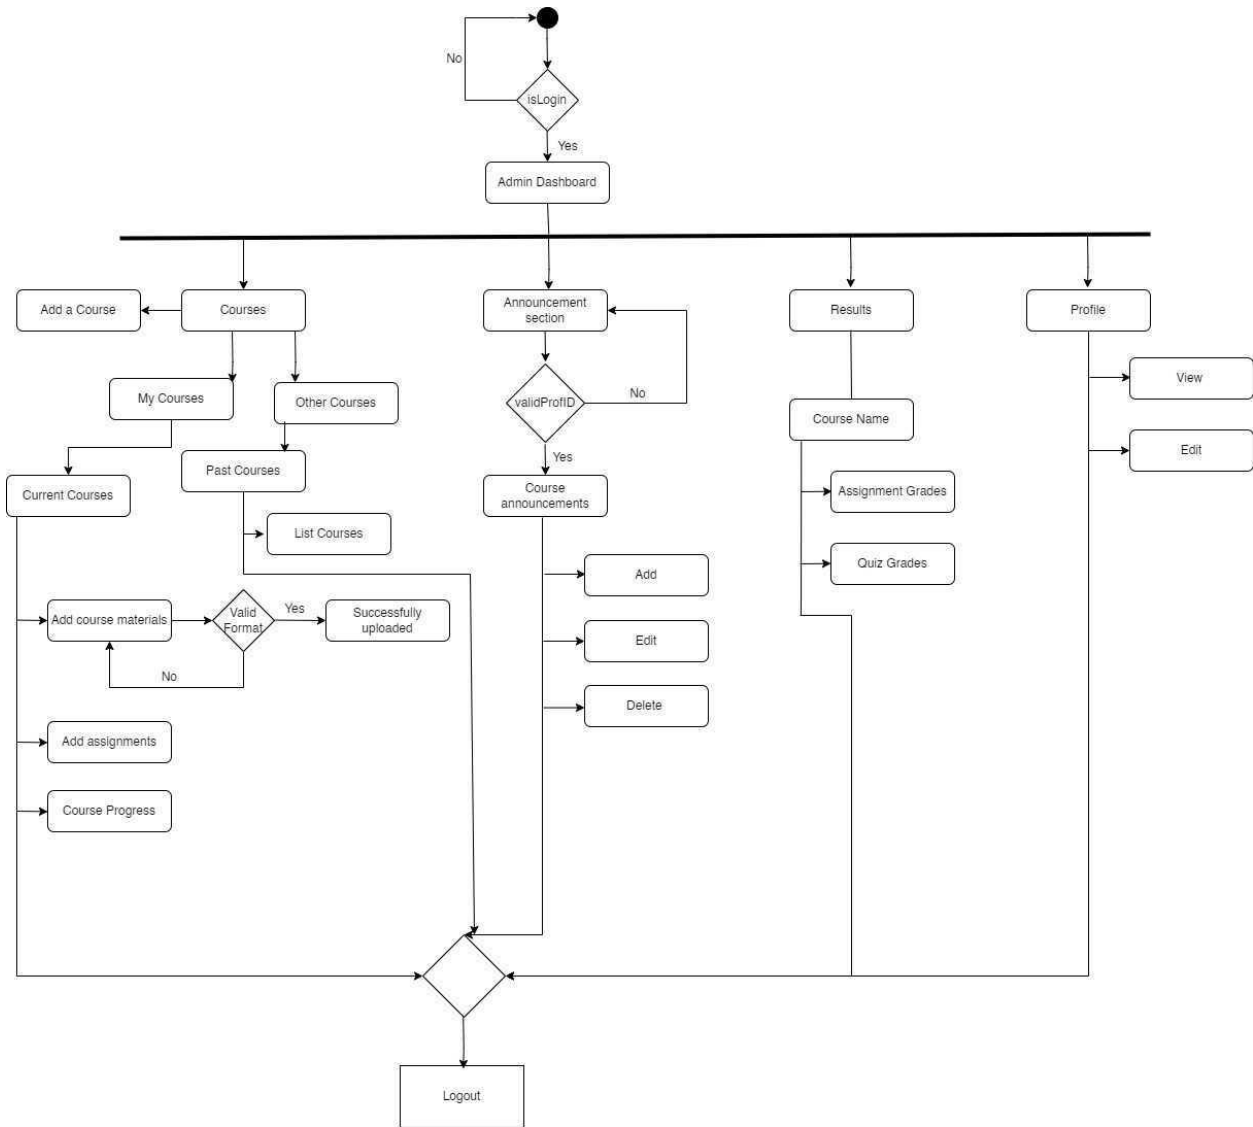 No
isLogin
Yes
Admin Dashboard
Add a Course
Courses
Announcement
section
Results
Profile
My Courses
Other Courses
validProfID
No
View
Course Name
Yes
Edit
Current Courses
Past Courses
Course
announcements
Assignment Grades
List Courses
Add
Quiz Grades
Add course materials
Valid
Format
Yes
Successfully
uploaded
Edit
No
Delete
Add assignments
Course Progress
Logout